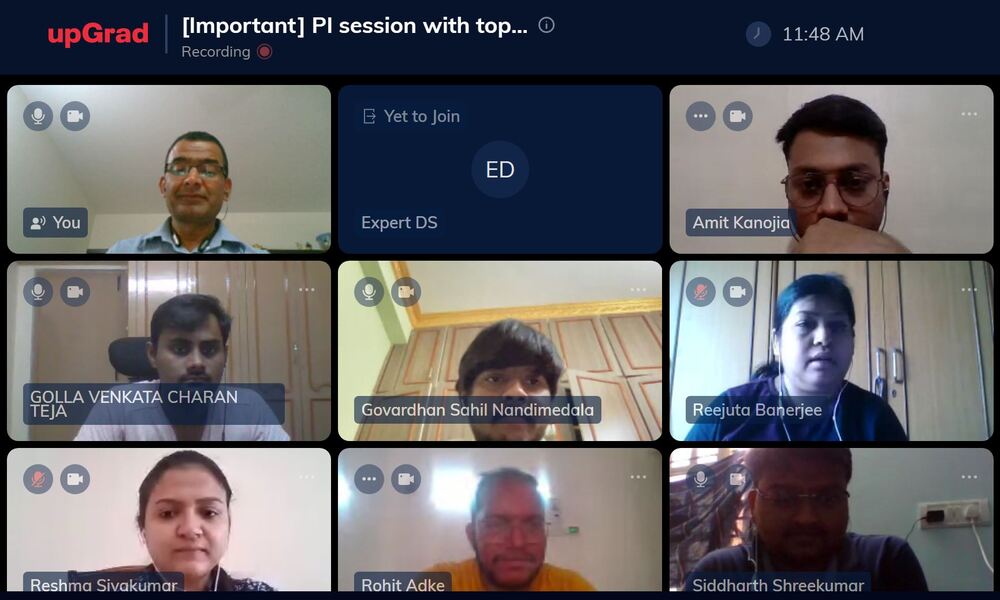 upGrad
[Important] PI session with top...
Recording
11:48 AM
You
Yet to Join
ED
Expert DS
Amit Kanojia
GOLLA VENKATA CHARAN
TEJA
Govardhan Sahil Nandimedala
Reejuta Banerjee
Reshma Sivakumar
Rohit Adke
Siddharth Shreekumar